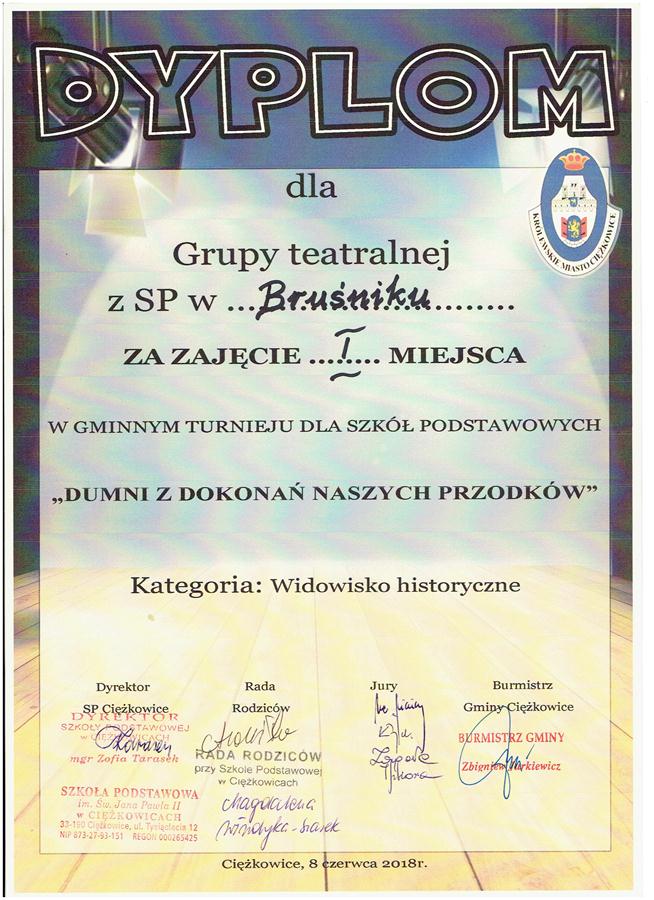 DYPLOM
KRÓLEWSKIE MIASTO CIĘŻKOWICE
dla
Grupy teatralnej
z SP w ...Bruśniku...........
ZA ZAJĘCIE ....I.... MIEJSCA
W GMINNYM TURNIEJU DLA SZKÓŁ PODSTAWOWYCH
„DUMNI Z DOKONAŃ NASZYCH PRZODKÓW”
Kategoria: Widowisko historyczne
Dyrektor
SP Ciężkowice
DYREKTOR
SZKOŁY PODSTAWOWEJ
w CIĘŻKOWICACH
mgr Zofia Tarasek
SZKOŁA PODSTAWOWA
im. Św. Jana Pawła II
w CIĘŻKOWICACH
33-190 Ciężkowice, ul. Tysiąclecia 12
NIP 873-27-93-151 REGON 000265425
Rada
Rodziców
RADA RODZICÓW
przy Szkole Podstawowej
w Ciężkowicach
Magdalena
Jury
Burmistrz
Gminy Ciężkowice
BURMISTRZ GMINY
Zbigniew Jurkiewicz
Ciężkowice, 8 czerwca 2018r.